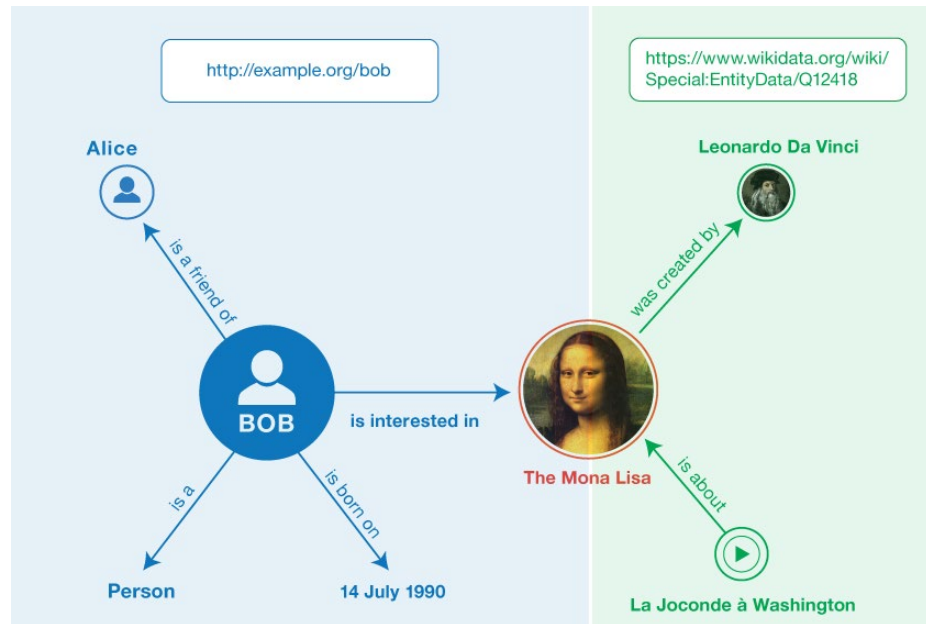 http://example.org/bob
https://www.wikidata.org/wiki/
Special:EntityData/Q12418
Alice
Leonardo Da Vinci
is a friend of
was created by
BOB
is interested in
The Mona Lisa
is a
is born on
is about
Person
14 July 1990
La Joconde à Washington